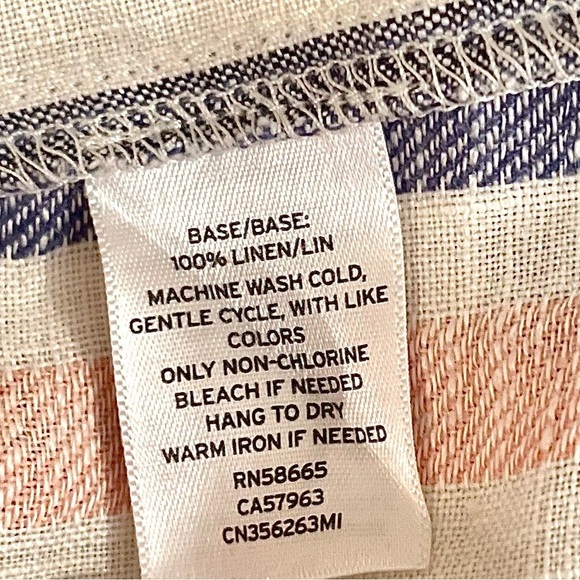 BASE/BASE:
100% LINEN/LIN
MACHINE WASH COLD,
GENTLE CYCLE, WITH LIKE
COLORS
ONLY NON-CHLORINE
BLEACH IF NEEDED
HANG TO DRY
WARM IRON IF NEEDED
RN58665
CA57963
CN356263MI